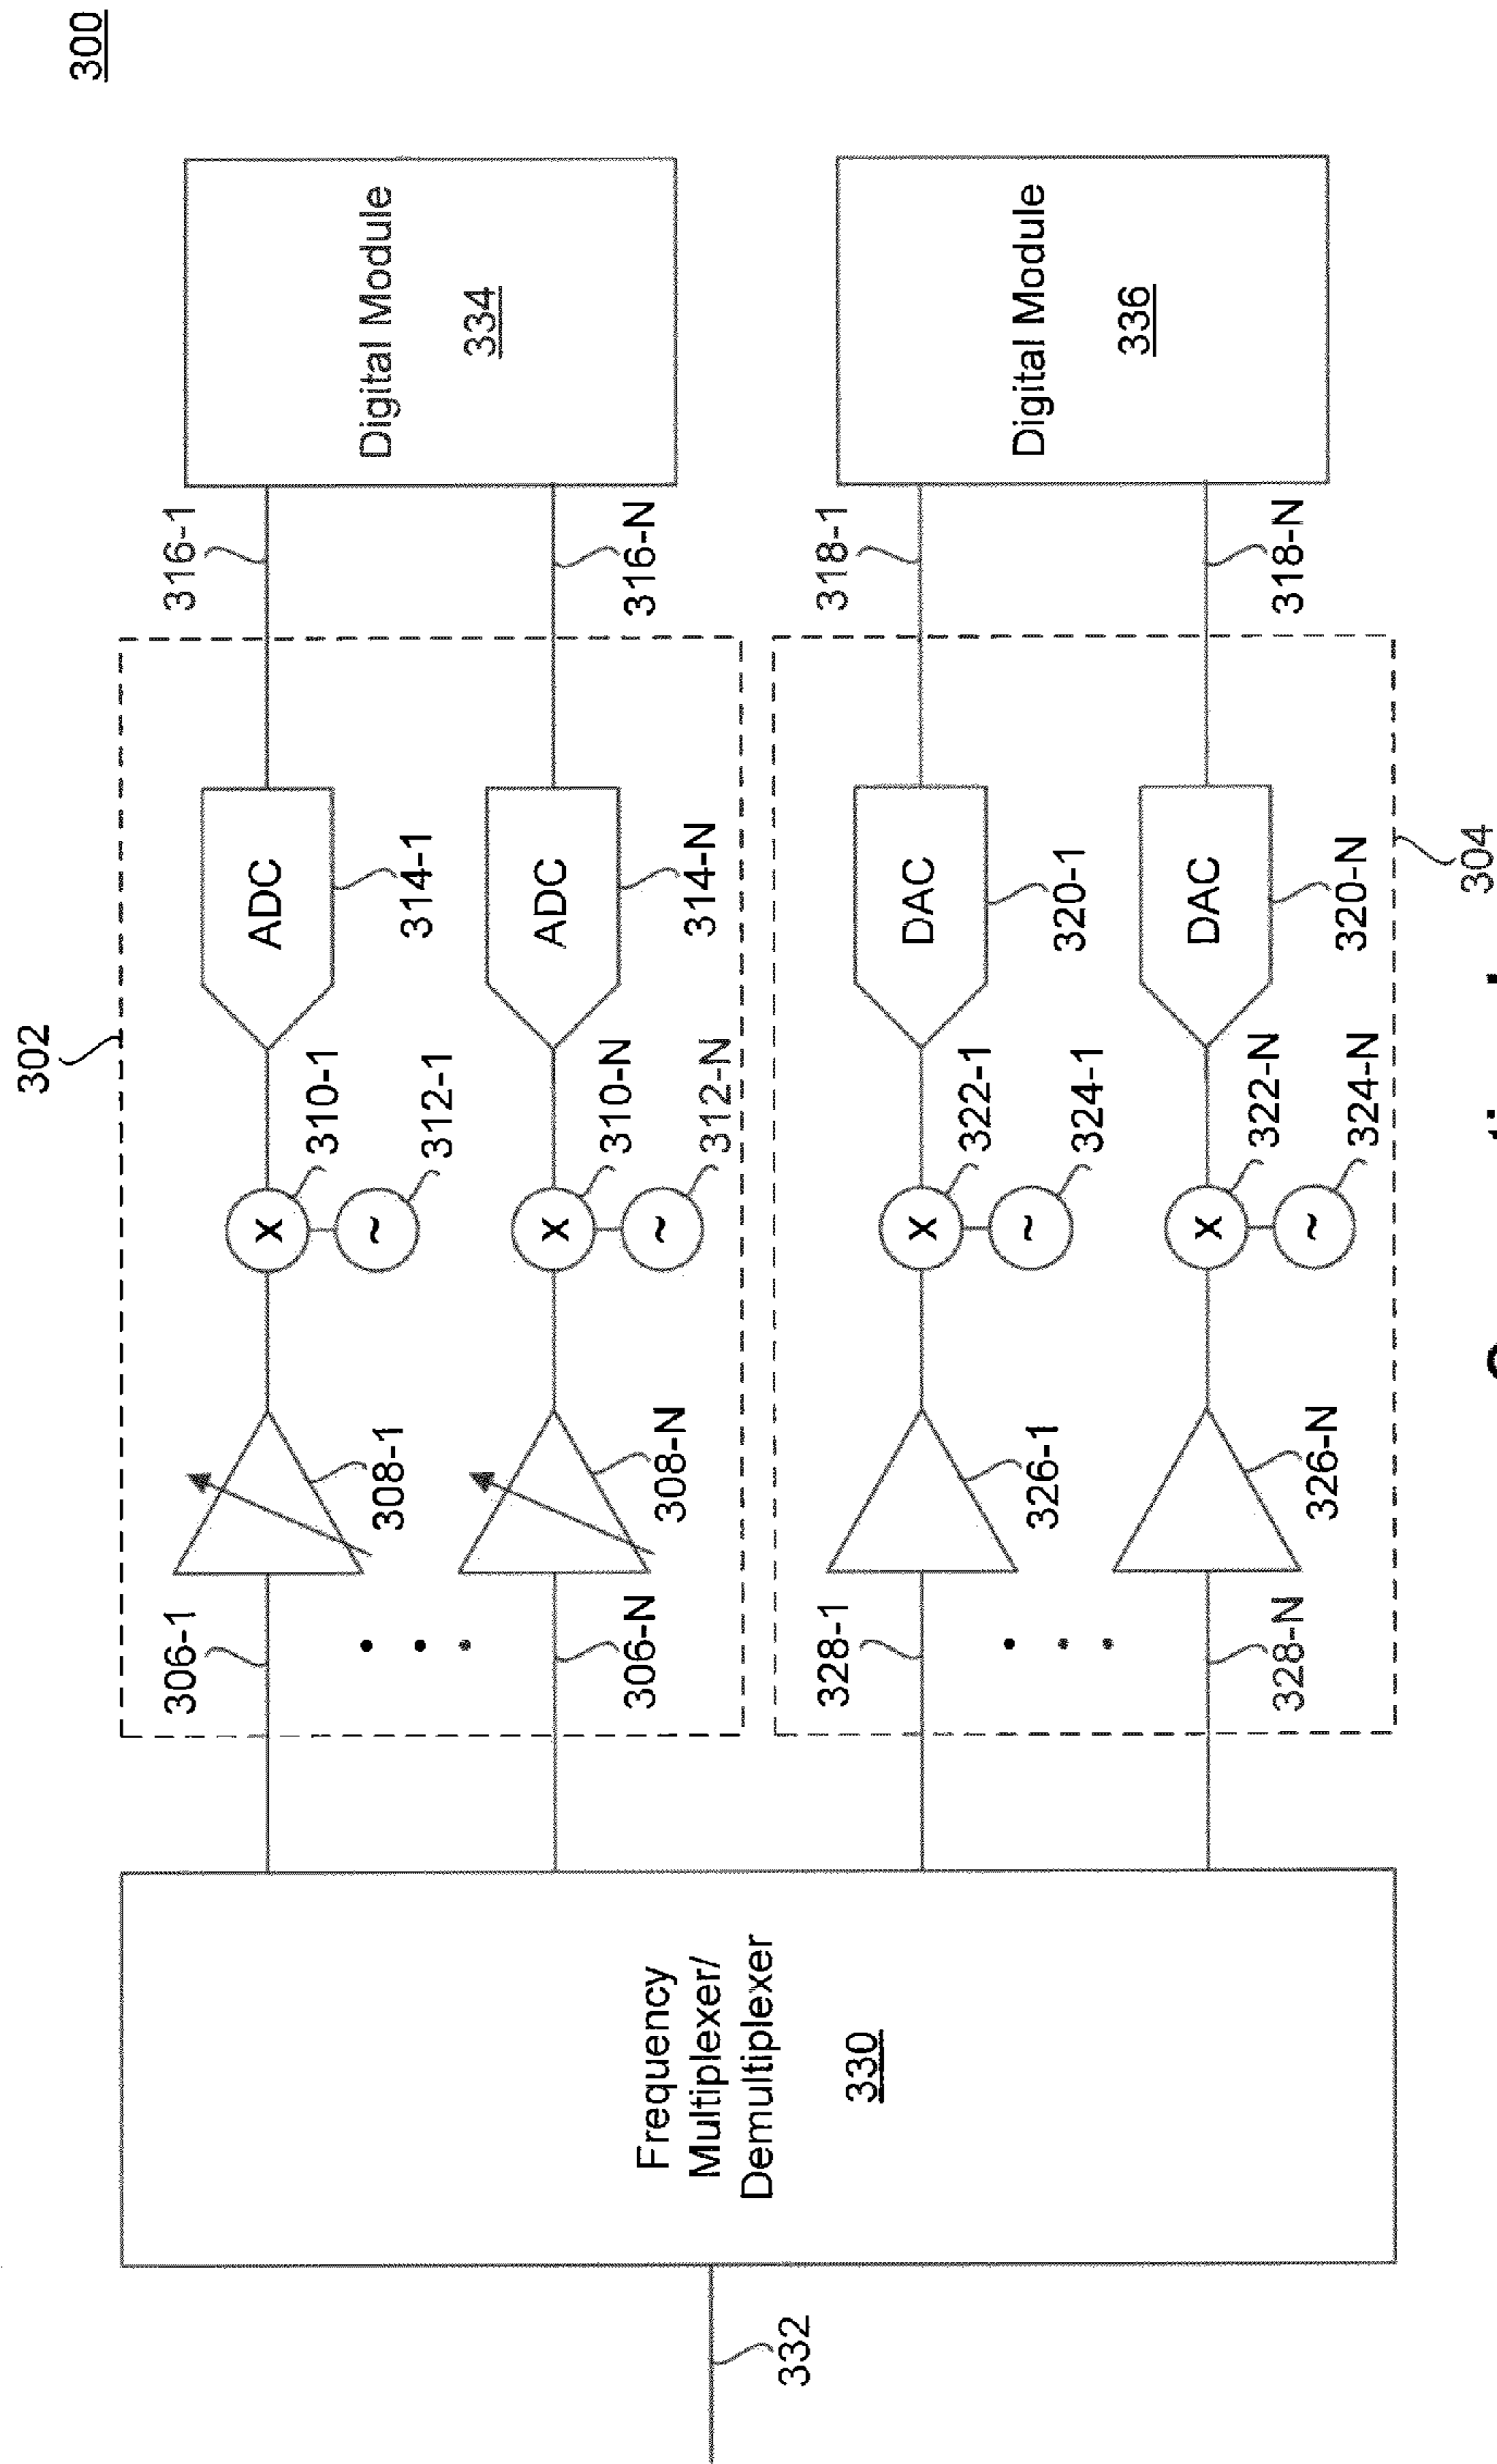 300
302
306-1
308-1
310-1
312-1
ADC
314-1
316-1
Digital Module
334
306-N
308-N
310-N
312-N
ADC
314-N
316-N
Frequency
Multiplexer/
Demultiplexer
330
332
328-1
326-1
322-1
324-1
DAC
320-1
318-1
Digital Module
336
328-N
326-N
322-N
324-N
DAC
320-N
318-N
304
X
~
X
~
X
~
X
~